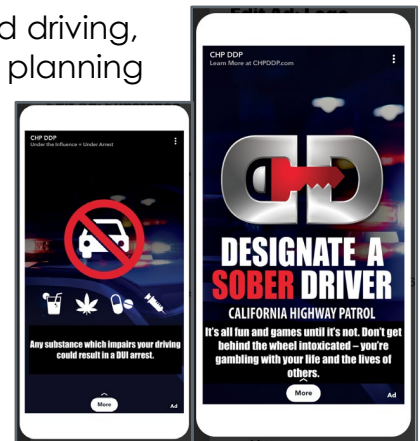 d driving,
planning
CHP DDP
Under the Influence = Under Arrest
Any substance which impairs your driving
could result in a DUI arrest.
More
Ad
CHP DDP
Learn More at CHPDDP.com
DD
DESIGNATE A
SOBER DRIVER
CALIFORNIA HIGHWAY PATROL
It's all fun and games until it's not. Don't get
behind the wheel intoxicated – you're
gambling with your life and the lives of
others.
More
Ad